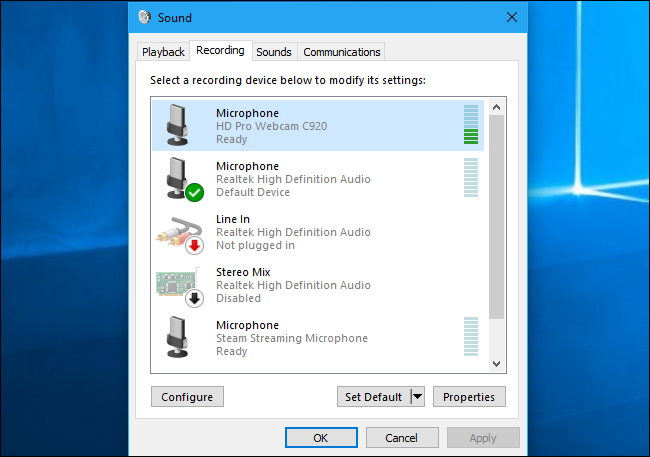 Sound
Playback
Recording
Sounds
Communications
Select a recording device below to modify its settings:
Microphone
HD Pro Webcam C920
Ready
Microphone
Realtek High Definition Audio
Default Device
Line In
Realtek High Definition Audio
Not plugged in
Stereo Mix
Realtek High Definition Audio
Disabled
Microphone
Steam Streaming Microphone
Ready
Configure
Set Default
Properties
OK
Cancel
Apply